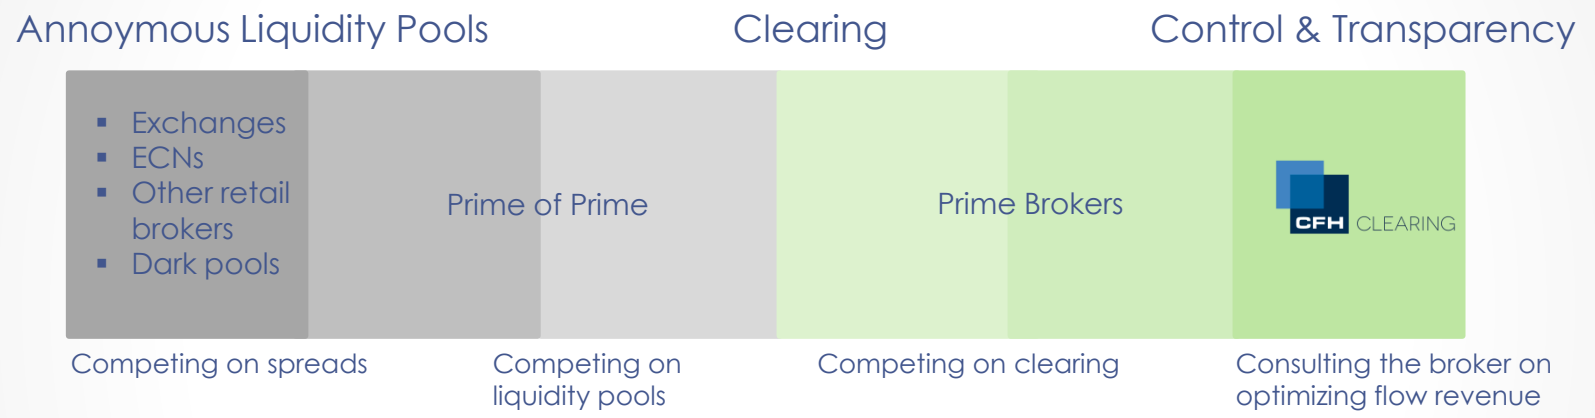 Annoymous Liquidity Pools
Clearing
Control & Transparency
▪ Exchanges
▪ ECNs
▪ Other retail
brokers
▪ Dark pools
Prime of Prime
Prime Brokers
CFH CLEARING
Competing on spreads
Competing on
liquidity pools
Competing on clearing
Consulting the broker on
optimizing flow revenue